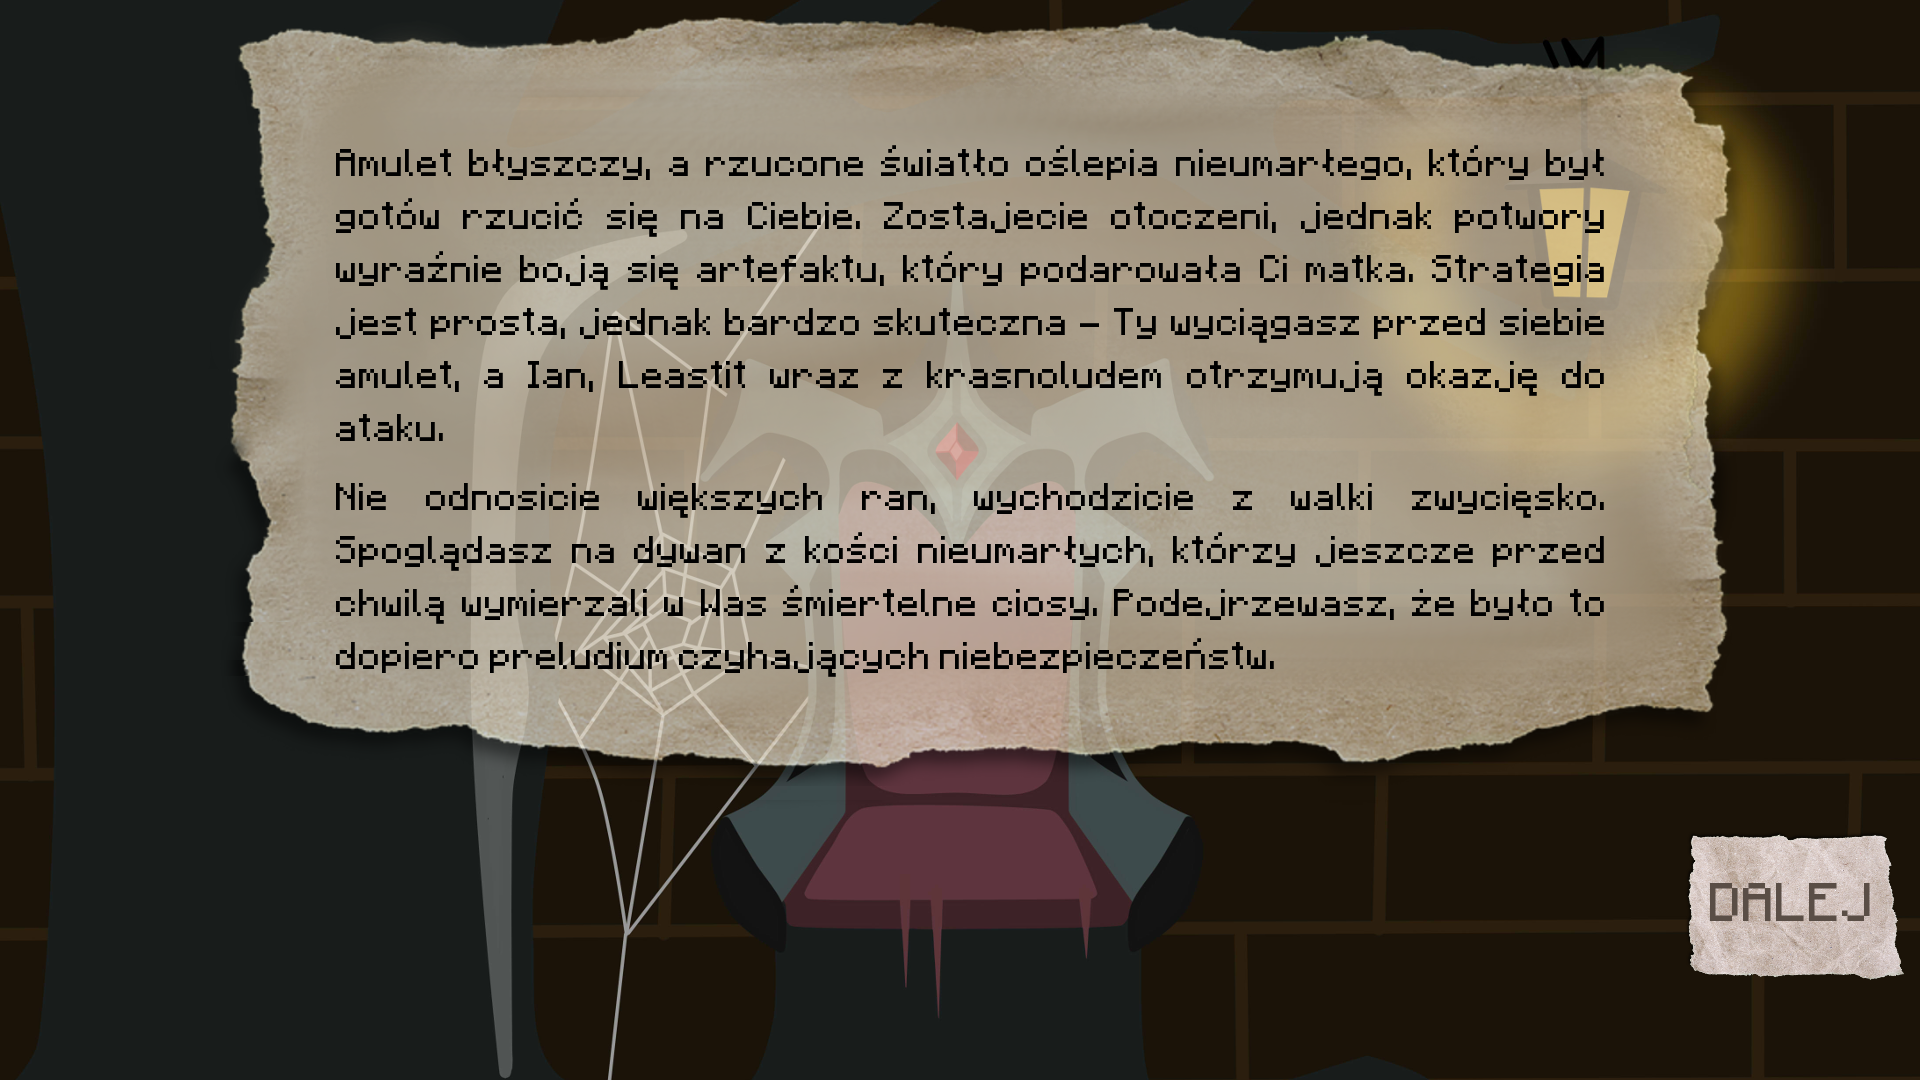 Amulet błyszczy, a rzucone światło oślepia nieumarłego, który był
gotów rzucić się na Ciebie. Zostajecie otoczeni, jednak potwory
wyraźnie boją się artefaktu, który podarowała Ci matka. Strategia
jest prosta, jednak bardzo skuteczna – Ty wyciągasz przed siebie
amulet, a Ian, Leastit wraz z krasnoludem otrzymują okazję do
ataku.
Nie odnosicie większych ran, wychodzicie z walki zwycięsko.
Spoglądasz na dywan z kości nieumarłych, którzy jeszcze przed
chwilą wymierzali w Was śmiertelne ciosy. Podejrzewasz, że było to
dopiero preludium czyhających niebezpieczeństw.
DALEJ